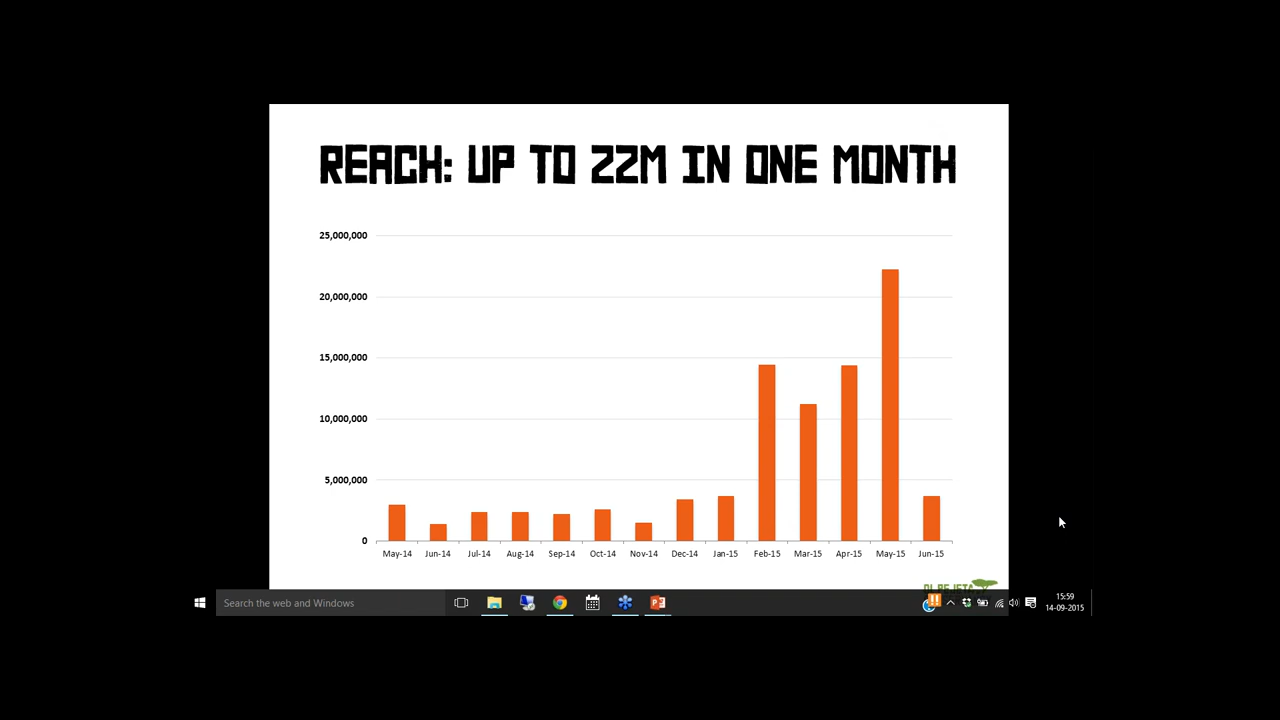 REACH: UP TO 22M IN ONE MONTH
25,000,000
20,000,000
15,000,000
10,000,000
5,000,000
0
May-14 Jun-14 Jul-14 Aug-14 Sep-14 Oct-14 Nov-14 Dec-14 Jan-15 Feb-15 Mar-15 Apr-15 May-15 Jun-15
Search the web and Windows
15:59
14-09-2015